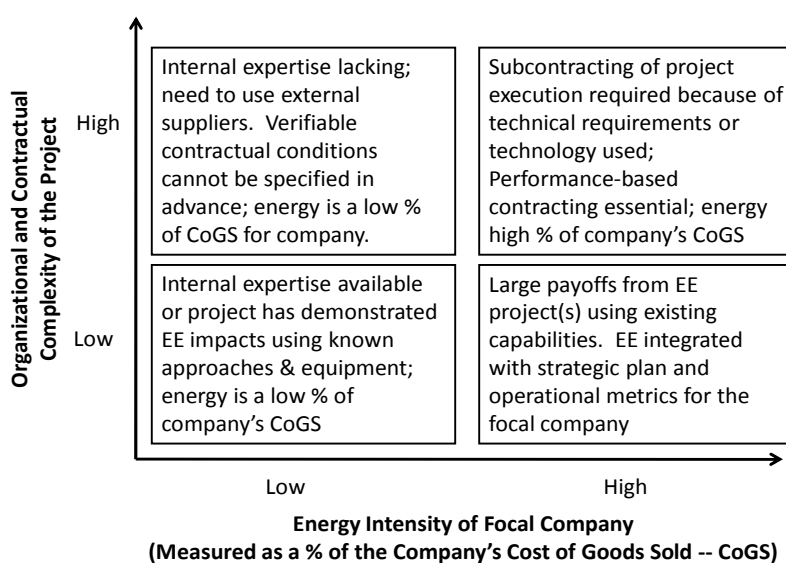 Organizational and Contractual
Complexity of the Project
High
Internal expertise lacking;
need to use external
suppliers. Verifiable
contractual conditions
cannot be specified in
advance; energy is a low %
of CoGS for company.
Subcontracting of project
execution required because of
technical requirements or
technology used;
Performance-based
contracting essential; energy
high % of company’s CoGS
Low
Internal expertise available
or project has demonstrated
EE impacts using known
approaches & equipment;
energy is a low % of
company’s CoGS
Large payoffs from EE
project(s) using existing
capabilities. EE integrated
with strategic plan and
operational metrics for the
focal company
Low
High
Energy Intensity of Focal Company
(Measured as a % of the Company’s Cost of Goods Sold -- CoGS)